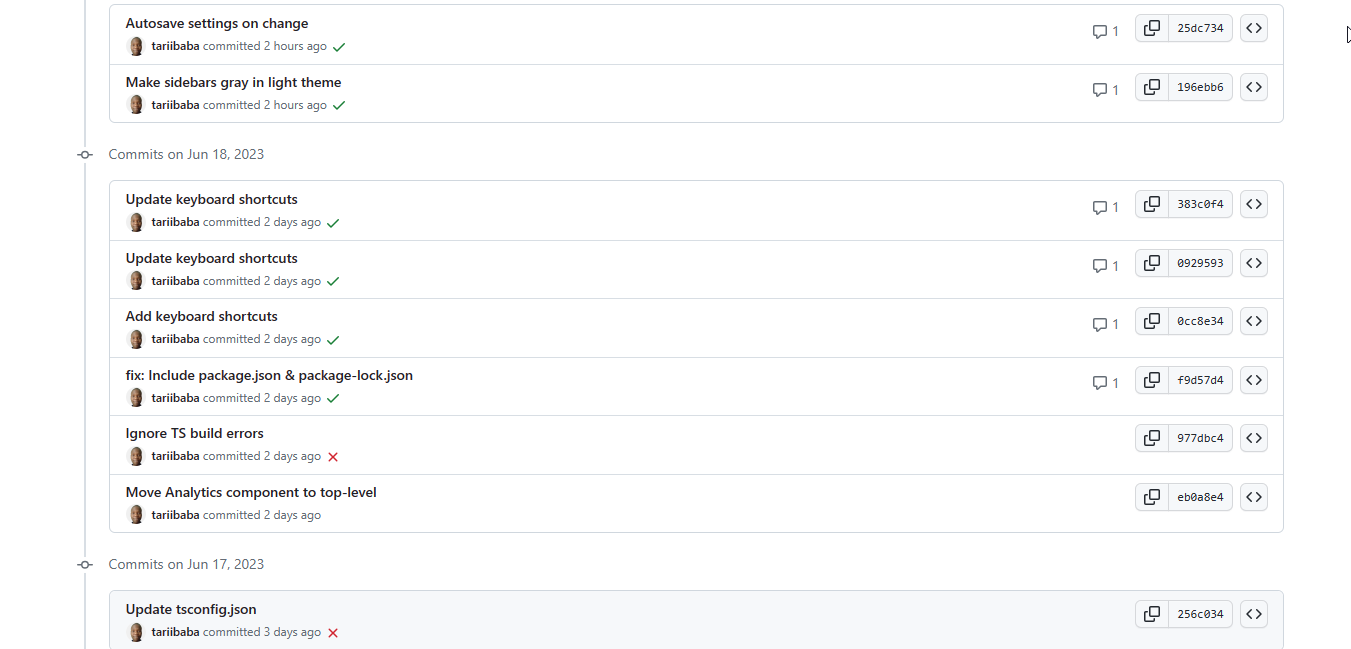 Autosave settings on change
tariibaba committed 2 hours ago
1
25dc734
Make sidebars gray in light theme
tariibaba committed 2 hours ago
1
196ebb6
Commits on Jun 18, 2023
Update keyboard shortcuts
tariibaba committed 2 days ago
1
383c0f4
Update keyboard shortcuts
tariibaba committed 2 days ago
1
0929593
Add keyboard shortcuts
tariibaba committed 2 days ago
1
0cc8e34
fix: Include package.json & package-lock.json
tariibaba committed 2 days ago
1
f9d57d4
Ignore TS build errors
tariibaba committed 2 days ago
977dbc4
Move Analytics component to top-level
tariibaba committed 2 days ago
eb0a8e4
Commits on Jun 17, 2023
Update tsconfig.json
tariibaba committed 3 days ago
256c034